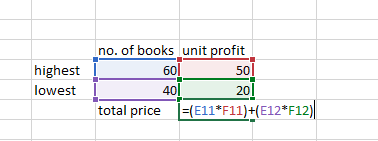 no. of books unit profit
highest 60 50
lowest 40 20
total price =(E11*F11)+(E12*F12)